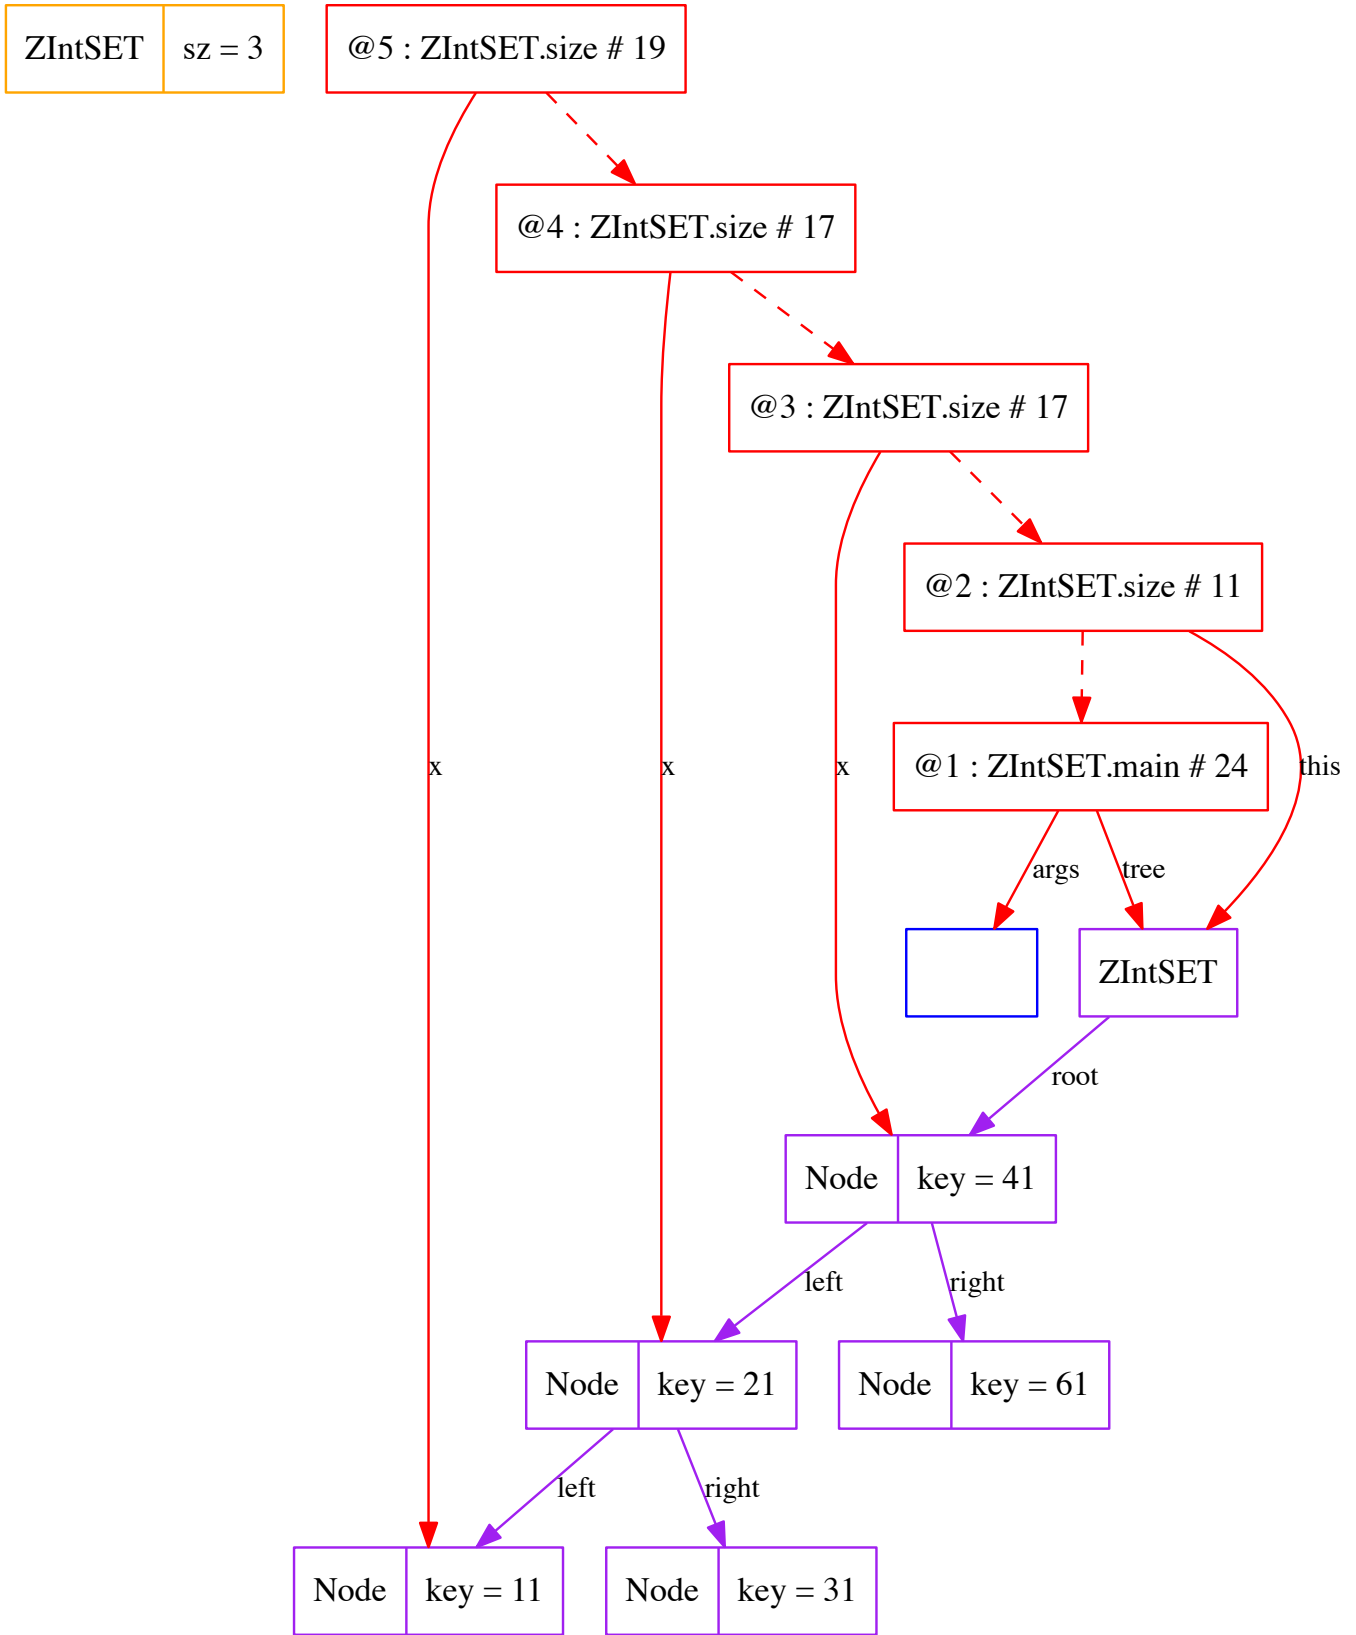 ZIntSET sz = 3
@5 : ZIntSET.size # 19
@4 : ZIntSET.size # 17
@3 : ZIntSET.size # 17
@2 : ZIntSET.size # 11
x
x
x
@1 : ZIntSET.main # 24
this
args
tree
ZIntSET
root
Node key = 41
left
right
Node key = 21
Node key = 61
left
right
Node key = 11
Node key = 31